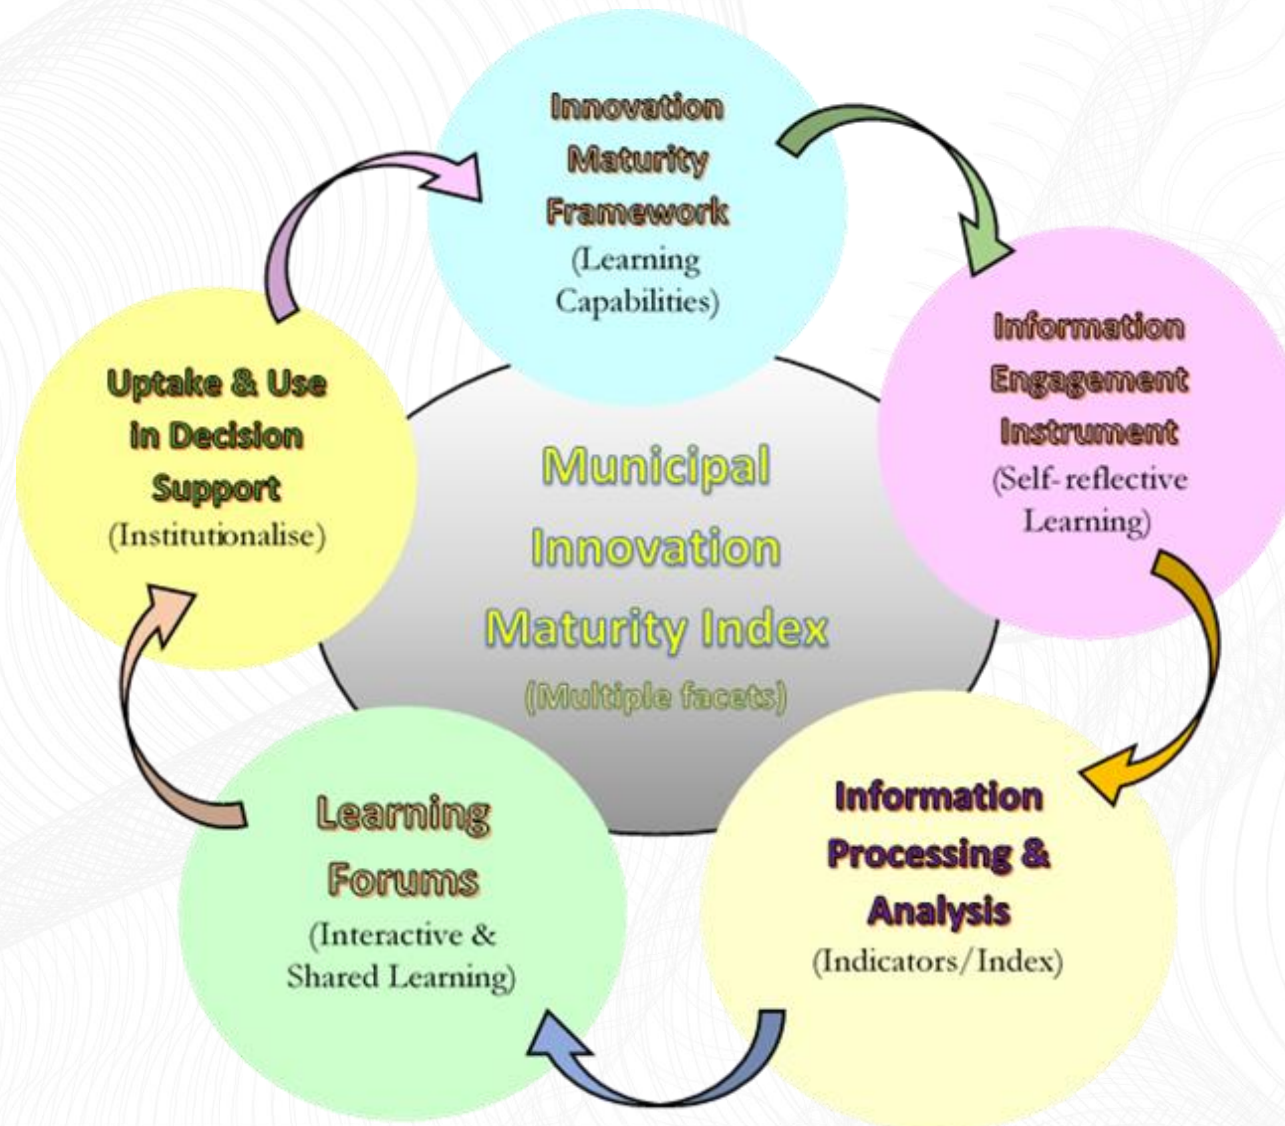 Innovation
Maturity
Framework
(Learning
Capabilities)
Information
Engagement
Instrument
(Self-reflective
Learning)
Information
Processing &
Analysis
(Indicators/Index)
Learning
Forums
(Interactive &
Shared Learning)
Uptake & Use
in Decision
Support
(Institutionalise)
Municipal
Innovation
Maturity Index
(Multiple facets)